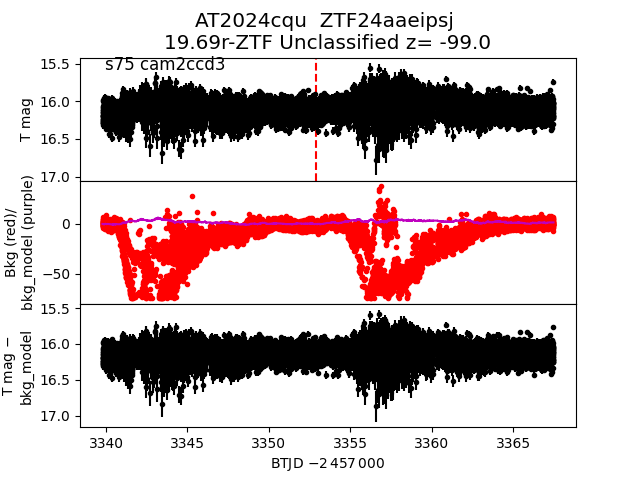 AT2024cqu  ZTF24aaeipsj
19.69r-ZTF Unclassified z= -99.0
s75 cam2ccd3
15.5
16.0
16.5
17.0
T mag
0
−50
Bkg (red)/
bkg_model (purple)
15.5
16.0
16.5
17.0
T mag −
bkg_model
3340 3345 3350 3355 3360 3365
BTJD −2 457 000